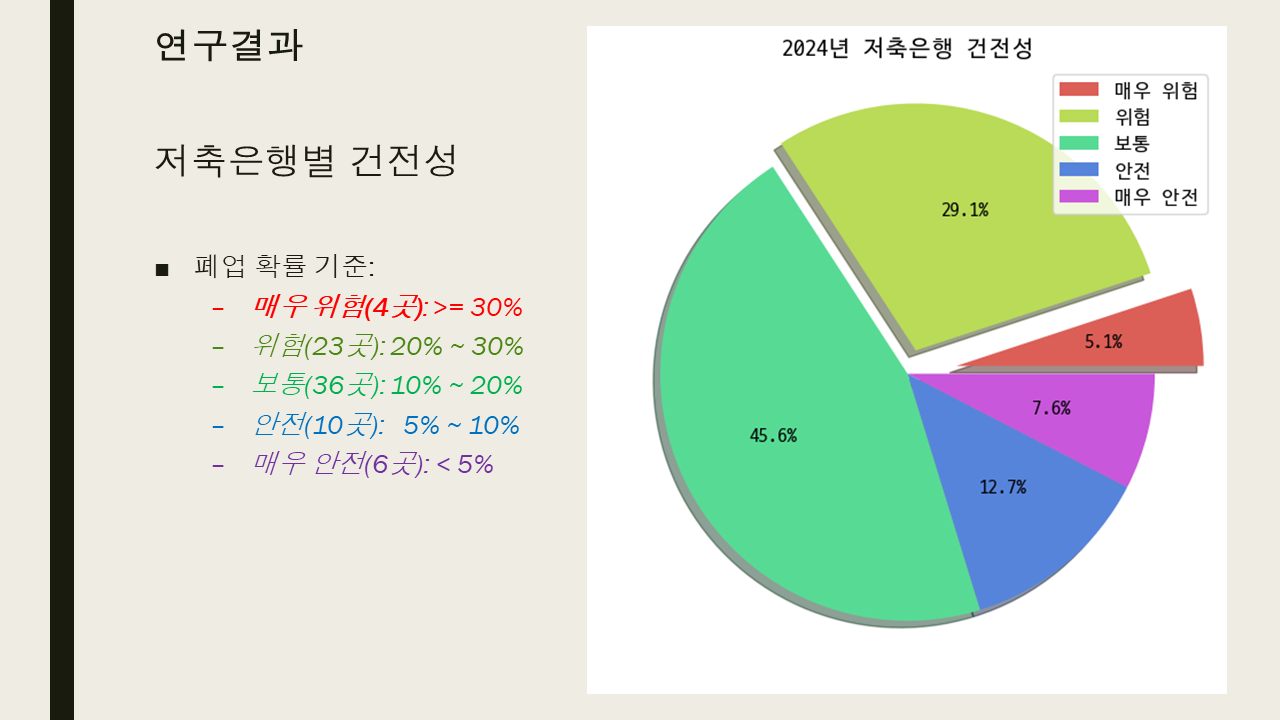 연구결과
저축은행별 건전성
■ 폐업 확률 기준:
– 매우 위험(4곳): >= 30%
– 위험(23곳): 20% ~ 30%
– 보통(36곳): 10% ~ 20%
– 안전(10곳): 5% ~ 10%
– 매우 안전(6곳): < 5%
2024년 저축은행 건전성
매우 위험
위험
보통
안전
매우 안전
29.1%
5.1%
7.6%
45.6%
12.7%